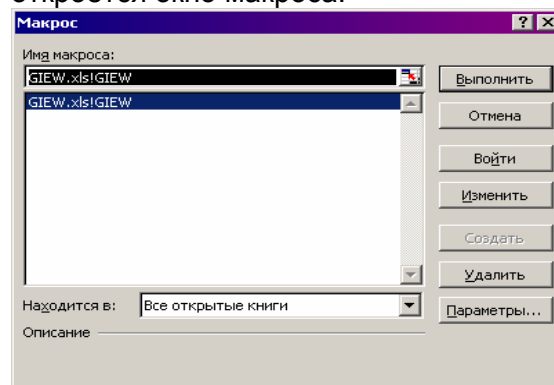 откроется окно макроса:
Макрос
Имя макроса:
GIEW.xls!GIEW
GIEW.xls!GIEW
Выполнить
Отмена
Войти
Изменить
Создать
Удалить
Параметры...
Находится в: Все открытые книги
Описание